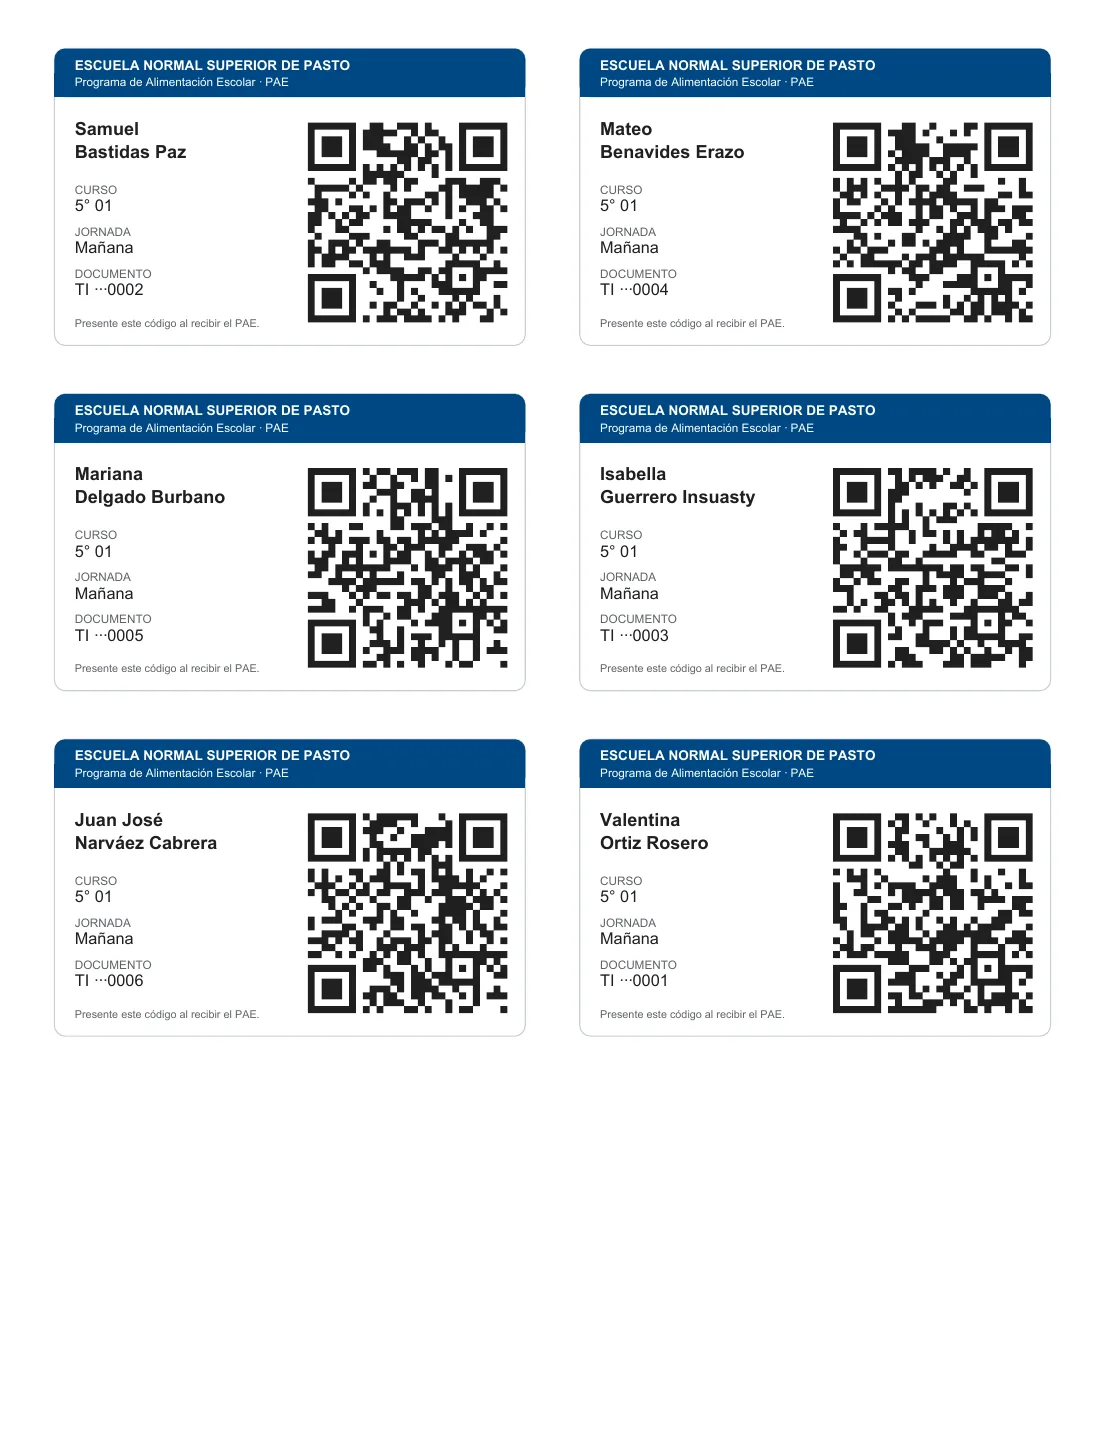 ESCUELA NORMAL SUPERIOR DE PASTO
Programa de Alimentación Escolar · PAE
Samuel
Bastidas Paz
CURSO
5° 01
JORNADA
Mañana
DOCUMENTO
TI ···0002
Presente este código al recibir el PAE.
ESCUELA NORMAL SUPERIOR DE PASTO
Programa de Alimentación Escolar · PAE
Mateo
Benavides Erazo
CURSO
5° 01
JORNADA
Mañana
DOCUMENTO
TI ···0004
Presente este código al recibir el PAE.
ESCUELA NORMAL SUPERIOR DE PASTO
Programa de Alimentación Escolar · PAE
Mariana
Delgado Burbano
CURSO
5° 01
JORNADA
Mañana
DOCUMENTO
TI ···0005
Presente este código al recibir el PAE.
ESCUELA NORMAL SUPERIOR DE PASTO
Programa de Alimentación Escolar · PAE
Isabella
Guerrero Insuasty
CURSO
5° 01
JORNADA
Mañana
DOCUMENTO
TI ···0003
Presente este código al recibir el PAE.
ESCUELA NORMAL SUPERIOR DE PASTO
Programa de Alimentación Escolar · PAE
Juan José
Narváez Cabrera
CURSO
5° 01
JORNADA
Mañana
DOCUMENTO
TI ···0006
Presente este código al recibir el PAE.
ESCUELA NORMAL SUPERIOR DE PASTO
Programa de Alimentación Escolar · PAE
Valentina
Ortiz Rosero
CURSO
5° 01
JORNADA
Mañana
DOCUMENTO
TI ···0001
Presente este código al recibir el PAE.